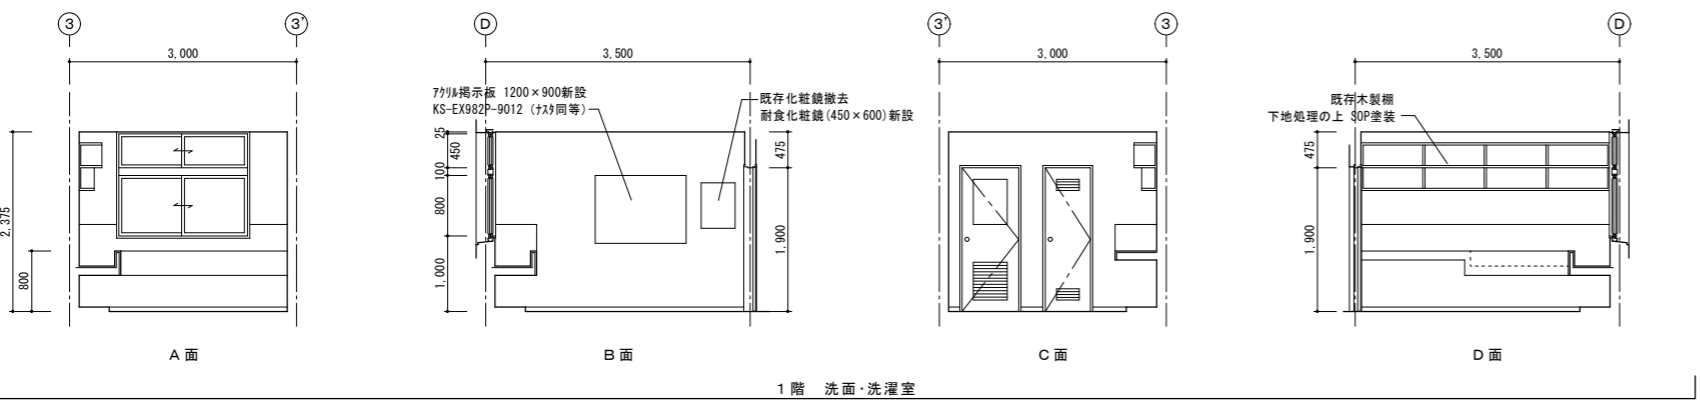 3
3'
D
3'
3
D
3,000
3,500
3,000
3,500
アクリル掲示板 1200×900新設
KS-EX982P-9012 (ナスタ同等)
既存化粧鏡撤去
耐食化粧鏡(450×600)新設
既存木製棚
下地処理の上 SOP塗装
2,375
800
25
450
100
800
1,000
475
1,900
475
1,900
A 面
B 面
C 面
D 面
1 階 洗面・洗濯室